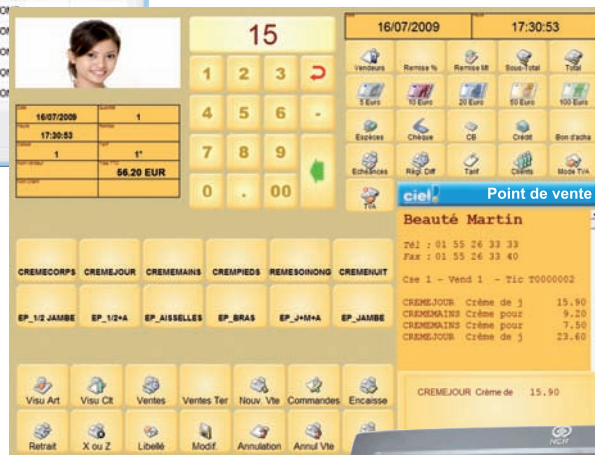 15
1 2 3
4 5 6 -
7 8 9
0 . 00
16/07/2009
1
17:30:53
1 1*
56.20 EUR
16/07/2009 17:30:53
Vendeurs Remise % Remise Mt Sous-Total Total
5 Euro 10 Euro 20 Euro 50 Euro 100 Euro
Espèces Chèque CB Crédit Bon d'acha
Echéances Règl. Diff Tarif Clients Mode TVA
TVA
ciel! Point de vente
Beauté Martin
Tél : 01 55 26 33 33
Fax : 01 55 26 33 40
Cse 1 - Vend 1 - Tic T0000002
CREMEJOUR Crème de j 15.90
CREMEMAINS Crème pour 9.20
CREMEMAINS Crème pour 7.50
CREMEJOUR Crème de j 23.60
CREMEJOUR Crème de 15.90
CREMECORPS CREMEJOUR CREMEMAINS CREMPIEDS REMESOINONG CREMENUIT
EP_1/2 JAMBE EP_1/2+A EP_AISSELLES EP_BRAS EP_J+M+A EP_JAMBE
Visu Art Visu Clt Ventes Ventes Ter Nouv. Vte Commandes Encaisse
Retrait X ou Z Libellé Modif. Annulation Annul Vte
NCR